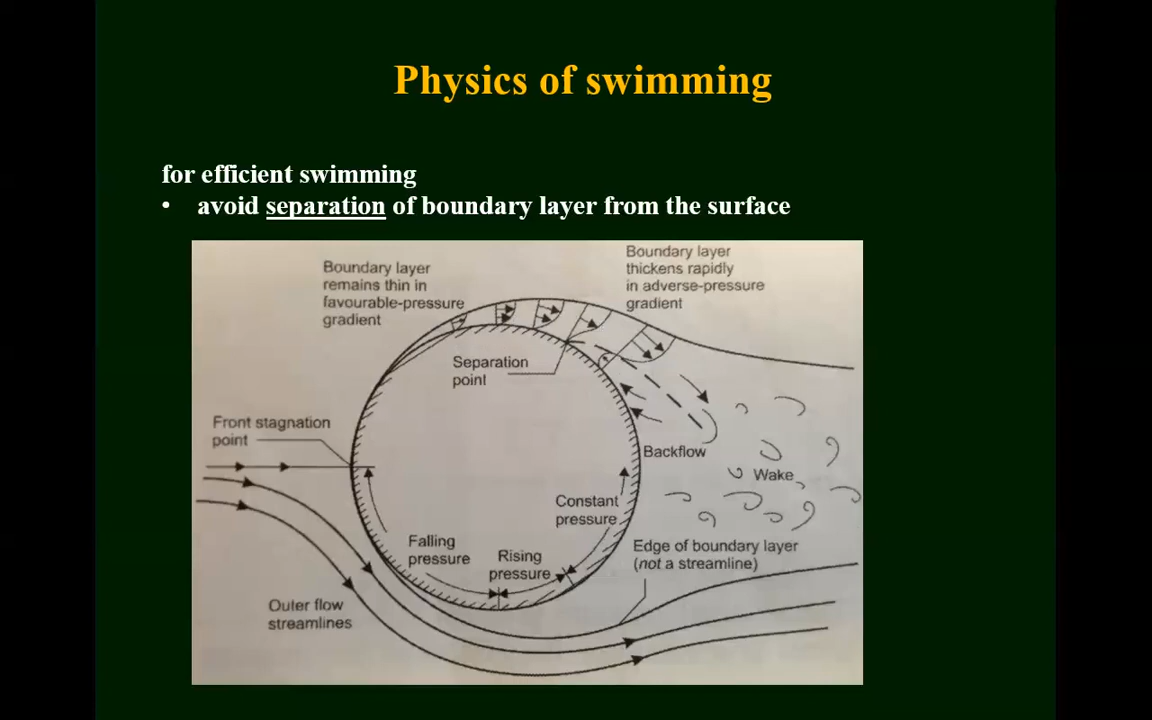 Physics of swimming
for efficient swimming
• avoid separation of boundary layer from the surface
Boundary layer
remains thin in
favourable-pressure
gradient
Boundary layer
thickens rapidly
in adverse-pressure
gradient
Separation
point
Front stagnation
point
Backflow
Wake
Constant
pressure
Falling
pressure
Rising
pressure
Edge of boundary layer
(not a streamline)
Outer flow
streamlines